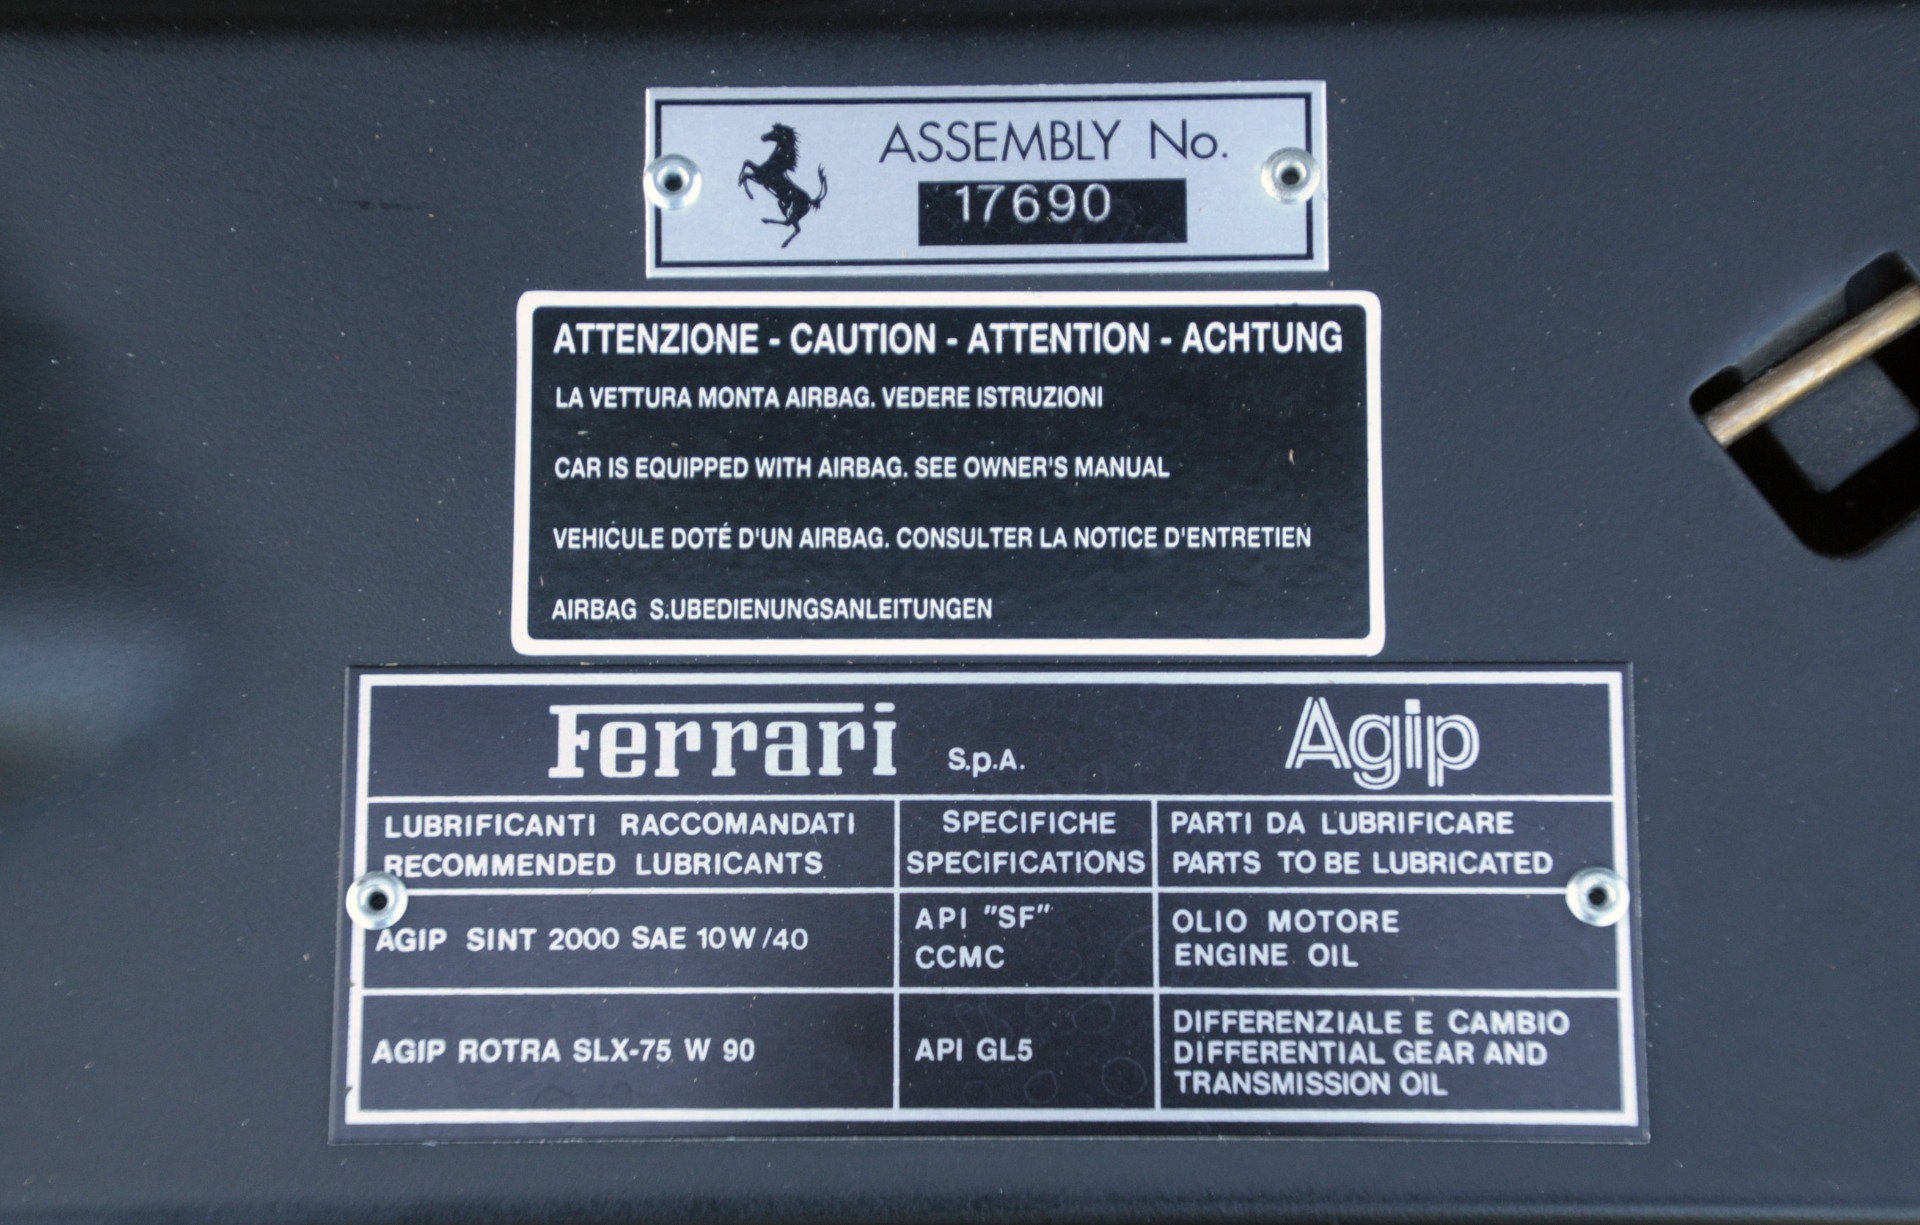 ASSEMBLY No.
17690
ATTENZIONE - CAUTION - ATTENTION - ACHTUNG
LA VETTURA MONTA AIRBAG. VEDERE ISTRUZIONI
CAR IS EQUIPPED WITH AIRBAG. SEE OWNER'S MANUAL
VEHICULE DOTÉ D'UN AIRBAG. CONSULTER LA NOTICE D'ENTRETIEN
AIRBAG S.UBEDIENUNGSANLEITUNGEN
Ferrari S.p.A. Agip
LUBRIFICANTI RACCOMANDATI
RECOMMENDED LUBRICANTS
SPECIFICHE
SPECIFICATIONS
PARTI DA LUBRIFICARE
PARTS TO BE LUBRICATED
AGIP SINT 2000 SAE 10W/40
API "SF"
CCMC
OLIO MOTORE
ENGINE OIL
AGIP ROTRA SLX-75 W 90
API GL5
DIFFERENZIALE E CAMBIO
DIFFERENTIAL GEAR AND
TRANSMISSION OIL